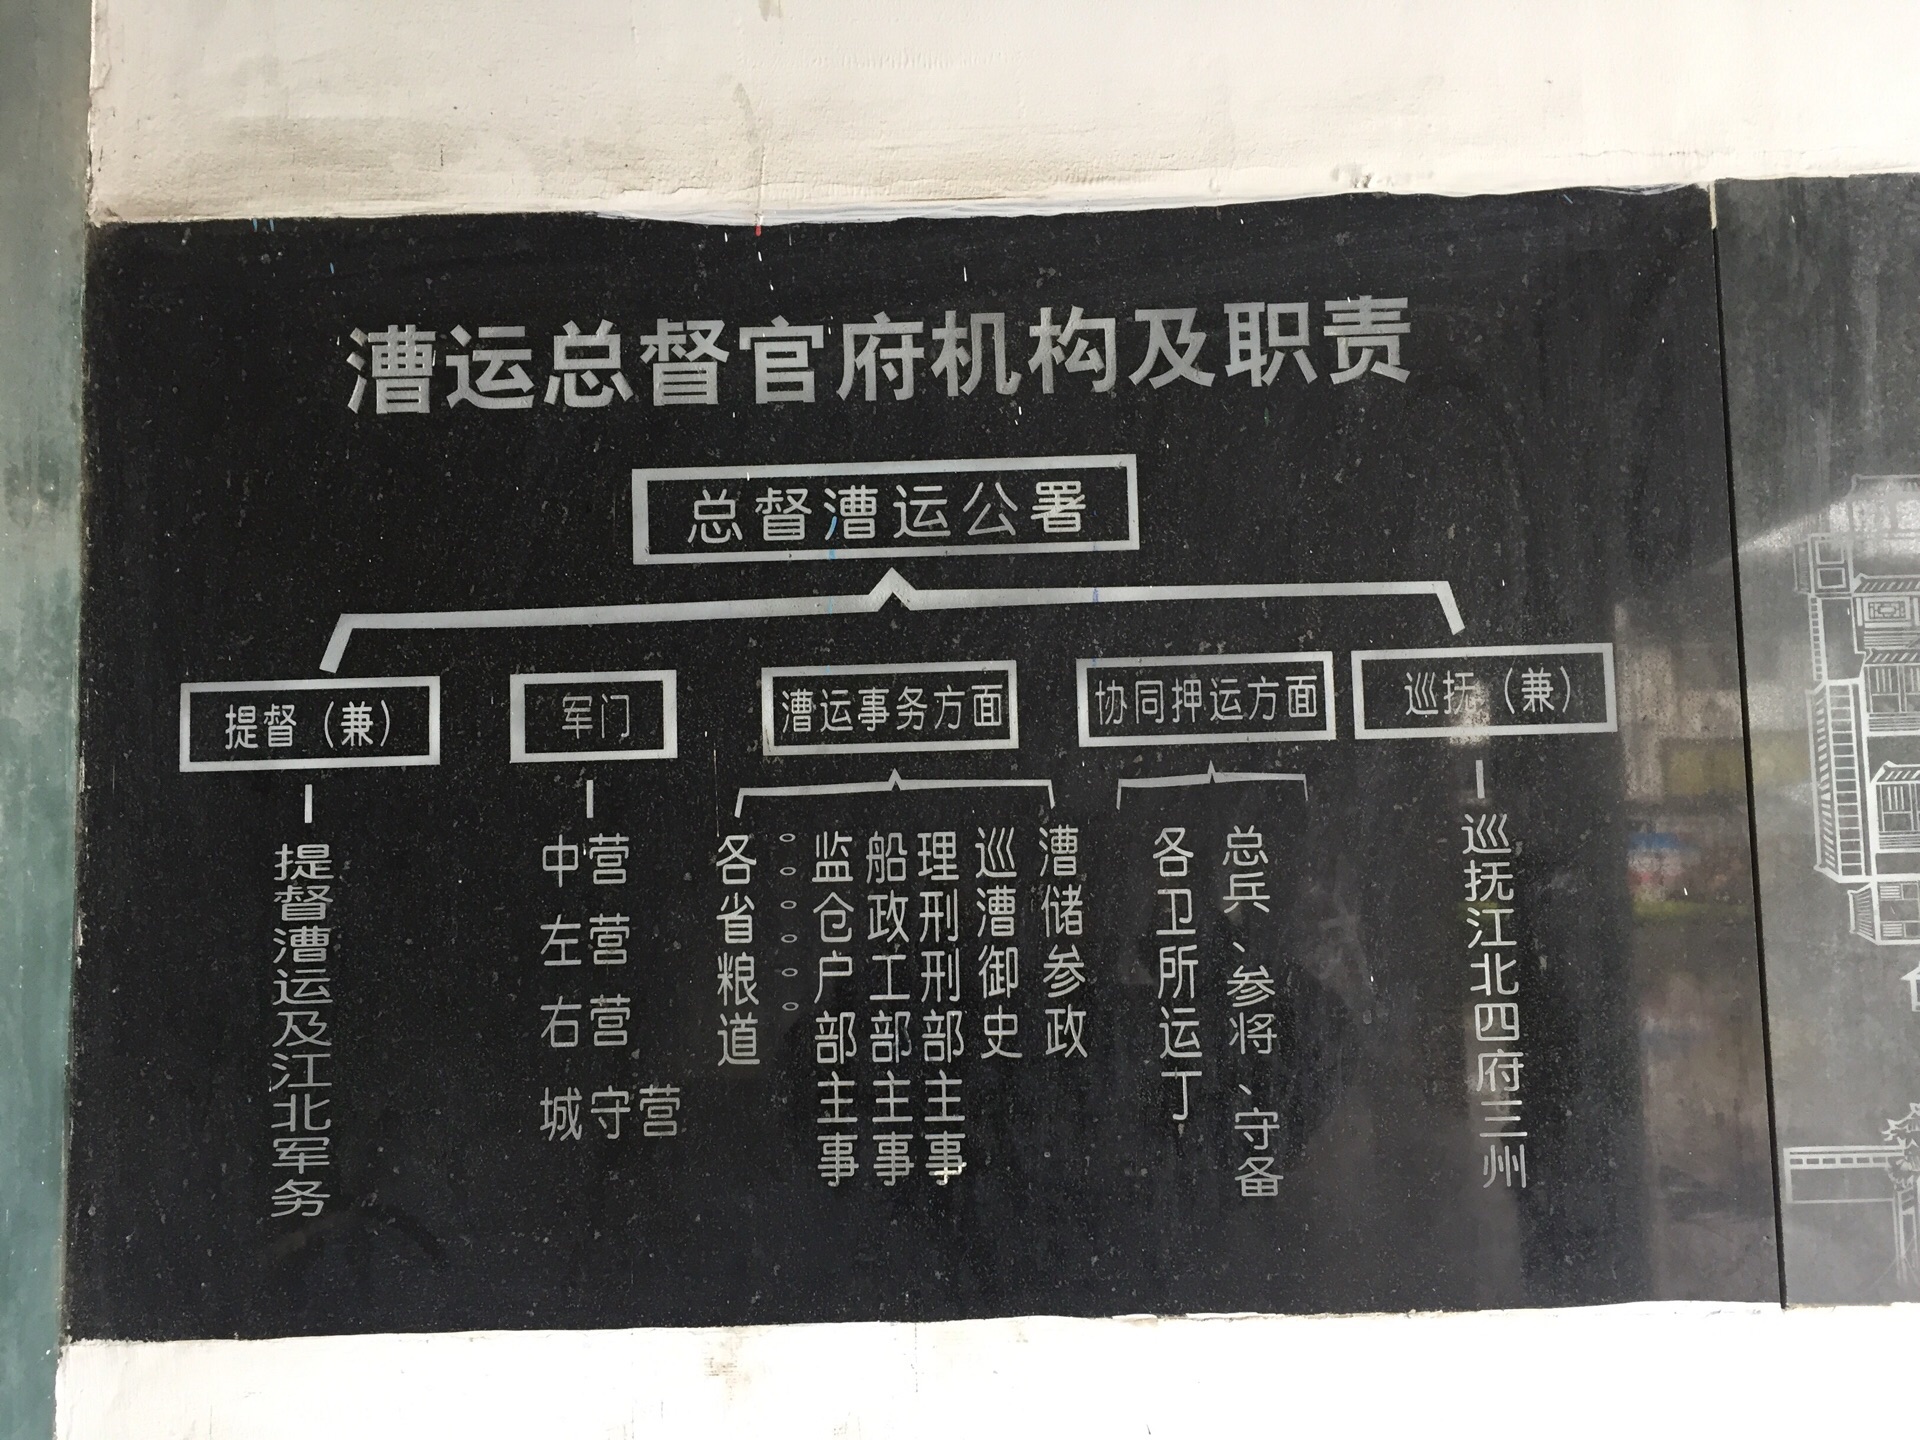 漕运总督官府机构及职责
总督漕运公署
提督（兼）
军门
漕运事务方面
协同押运方面
巡抚（兼）
提督漕运及江北军务
中营
左营
右营
城守营
各省粮道
。。。。。。
监仓户部主事
船政工部主事
理刑刑部主事
巡漕御史
漕储参政
各卫所运丁
总兵、参将、守备
巡抚江北四府三州